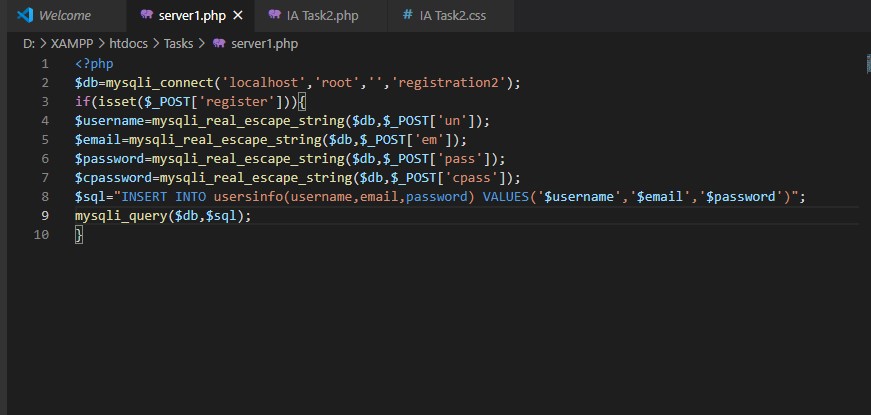 Welcome server1.php IA Task2.php # IA Task2.css
D: > XAMPP > htdocs > Tasks > server1.php
1 <?php
2 $db=mysqli_connect('localhost','root','','registration2');
3 if(isset($_POST['register'])){
4 $username=mysqli_real_escape_string($db,$_POST['un']);
5 $email=mysqli_real_escape_string($db,$_POST['em']);
6 $password=mysqli_real_escape_string($db,$_POST['pass']);
7 $cpassword=mysqli_real_escape_string($db,$_POST['cpass']);
8 $sql="INSERT INTO usersinfo(username,email,password) VALUES('$username','$email','$password')";
9 mysqli_query($db,$sql);
10 }